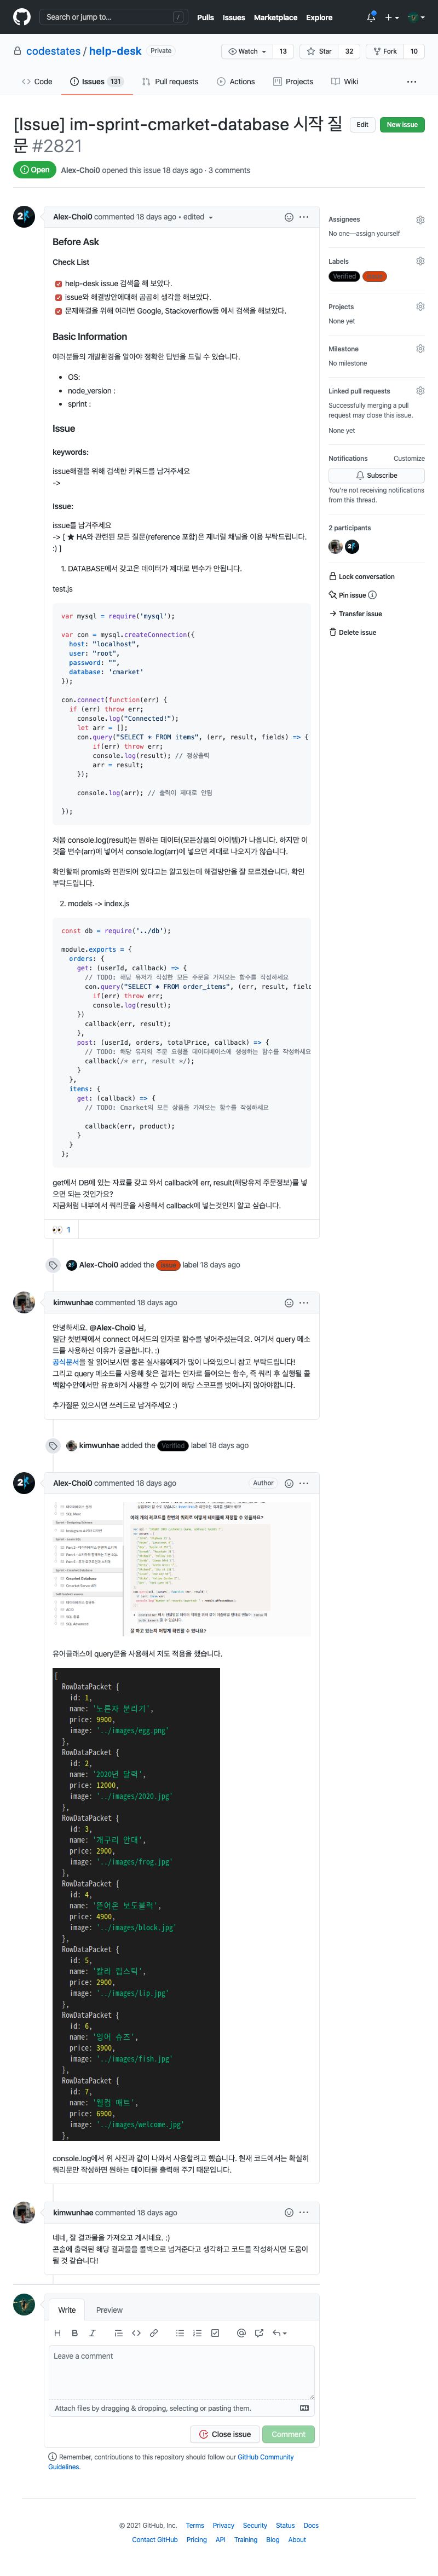 Search or jump to...
/
Pulls Issues Marketplace Explore
codestates / help-desk Private
Watch 13 Star 32 Fork 10
Code Issues 131 Pull requests Actions Projects Wiki
[Issue] im-sprint-cmarket-database 시작 질
문 #2821
Edit New issue
Open Alex-Choi0 opened this issue 18 days ago · 3 comments
Alex-Choi0 commented 18 days ago • edited
Before Ask
Check List
help-desk issue 검색을 해 보았다.
issue와 해결방안에대해 곰곰히 생각을 해보았다.
문제해결을 위해 여러번 Google, Stackoverflow등 에서 검색을 해보았다.
Basic Information
여러분들의 개발환경을 알아야 정확한 답변을 드릴 수 있습니다.
• OS:
• node_version :
• sprint :
Issue
keywords:
issue해결을 위해 검색한 키워드를 남겨주세요
->
Issue:
issue를 남겨주세요
-> [ ★ HA와 관련된 모든 질문(reference 포함)은 제너럴 채널을 이용 부탁드립니다.
:) ]
1. DATABASE에서 갖고온 데이터가 제대로 변수가 안됩니다.
test.js
var mysql = require('mysql');
var con = mysql.createConnection({
host: "localhost",
user: "root",
password: "",
database: 'cmarket'
});
con.connect(function(err) {
if (err) throw err;
console.log("Connected!");
let arr = [];
con.query("SELECT * FROM items", (err, result, fields) => {
if(err) throw err;
console.log(result); // 정상출력
arr = result;
});
console.log(arr); // 출력이 제대로 안됨
});
처음 console.log(result)는 원하는 데이터(모든상품의 아이템)가 나옵니다. 하지만 이
것을 변수(arr)에 넣어서 console.log(arr)에 넣으면 제대로 나오지가 않습니다.
확인할때 promis와 연관되어 있다고는 알고있는데 해결방안을 잘 모르겠습니다. 확인
부탁드립니다.
2. models -> index.js
const db = require('../db');
module.exports = {
orders: {
get: (userId, callback) => {
// TODO: 해당 유저가 작성한 모든 주문을 가져오는 함수를 작성하세요
con.query("SELECT * FROM order_items", (err, result, fiel
if(err) throw err;
console.log(result);
})
callback(err, result);
},
post: (userId, orders, totalPrice, callback) => {
// TODO: 해당 유저의 주문 요청을 데이터베이스에 생성하는 함수를 작성하세요
callback(/* err, result */);
}
},
items: {
get: (callback) => {
// TODO: Cmarket의 모든 상품을 가져오는 함수를 작성하세요
callback(err, product);
}
}
};
get에서 DB에 있는 자료를 갖고 와서 callback에 err, result(해당유저 주문정보)를 넣
으면 되는 것인가요?
지금처럼 내부에서 쿼리문을 사용해서 callback에 넣는것인지 알고 싶습니다.
1
Alex-Choi0 added the label 18 days ago
kimwunhae commented 18 days ago
안녕하세요. @Alex-Choi0 님,
일단 첫번째에서 connect 메서드의 인자로 함수를 넣어주셨는데요. 여기서 query 메소
드를 사용하신 이유가 궁금합니다. :)
공식문서를 잘 읽어보시면 좋은 실사용예제가 많이 나와있으니 참고 부탁드립니다!
그리고 query 메소드를 사용해 찾은 결과는 인자로 들어오는 함수, 즉 쿼리 후 실행될 콜
백함수안에서만 유효하게 사용할 수 있기에 해당 스코프를 벗어나지 않아야합니다.
추가질문 있으시면 쓰레드로 남겨주세요 :)
kimwunhae added the Verified label 18 days ago
Alex-Choi0 commented 18 days ago Author
여러 개의 레코드를 한번의 쿼리로 어떻게 테이블에 저장할 수 있을까요?
유어클래스에 query문을 사용해서 저도 적용을 했습니다.
[
RowDataPacket {
id: 1,
name: '노른자 분리기',
price: 9900,
image: '../images/egg.png'
},
RowDataPacket {
id: 2,
name: '2020년 달력',
price: 12000,
image: '../images/2020.jpg'
},
RowDataPacket {
id: 3,
name: '개구리 안대',
price: 2900,
image: '../images/frog.jpg'
},
RowDataPacket {
id: 4,
name: '뜯어온 보도블럭',
price: 4900,
image: '../images/block.jpg'
},
RowDataPacket {
id: 5,
name: '칼라 립스틱',
price: 2900,
image: '../images/lip.jpg'
},
RowDataPacket {
id: 6,
name: '잉어 슈즈',
price: 3900,
image: '../images/fish.jpg'
},
RowDataPacket {
id: 7,
name: '웰컴 매트',
price: 6900,
image: '../images/welcome.jpg'
},
console.log에서 위 사진과 같이 나와서 사용할려고 했습니다. 현재 코드에서는 확실히
쿼리문만 작성하면 원하는 데이터를 출력해 주기 때문입니다.
kimwunhae commented 18 days ago
네네, 잘 결과물을 가져오고 계시네요. :)
콘솔에 출력된 해당 결과물을 콜백으로 넘겨준다고 생각하고 코드를 작성하시면 도움이
될 것 같습니다!
Write Preview
Leave a comment
Attach files by dragging & dropping, selecting or pasting them.
Close issue Comment
Remember, contributions to this repository should follow our GitHub Community
Guidelines.
Assignees
No one—assign yourself
Labels
Verified
Projects
None yet
Milestone
No milestone
Linked pull requests
Successfully merging a pull
request may close this issue.
None yet
Notifications Customize
Subscribe
You're not receiving notifications
from this thread.
2 participants
Lock conversation
Pin issue
Transfer issue
Delete issue
© 2021 GitHub, Inc. Terms Privacy Security Status Docs
Contact GitHub Pricing API Training Blog About